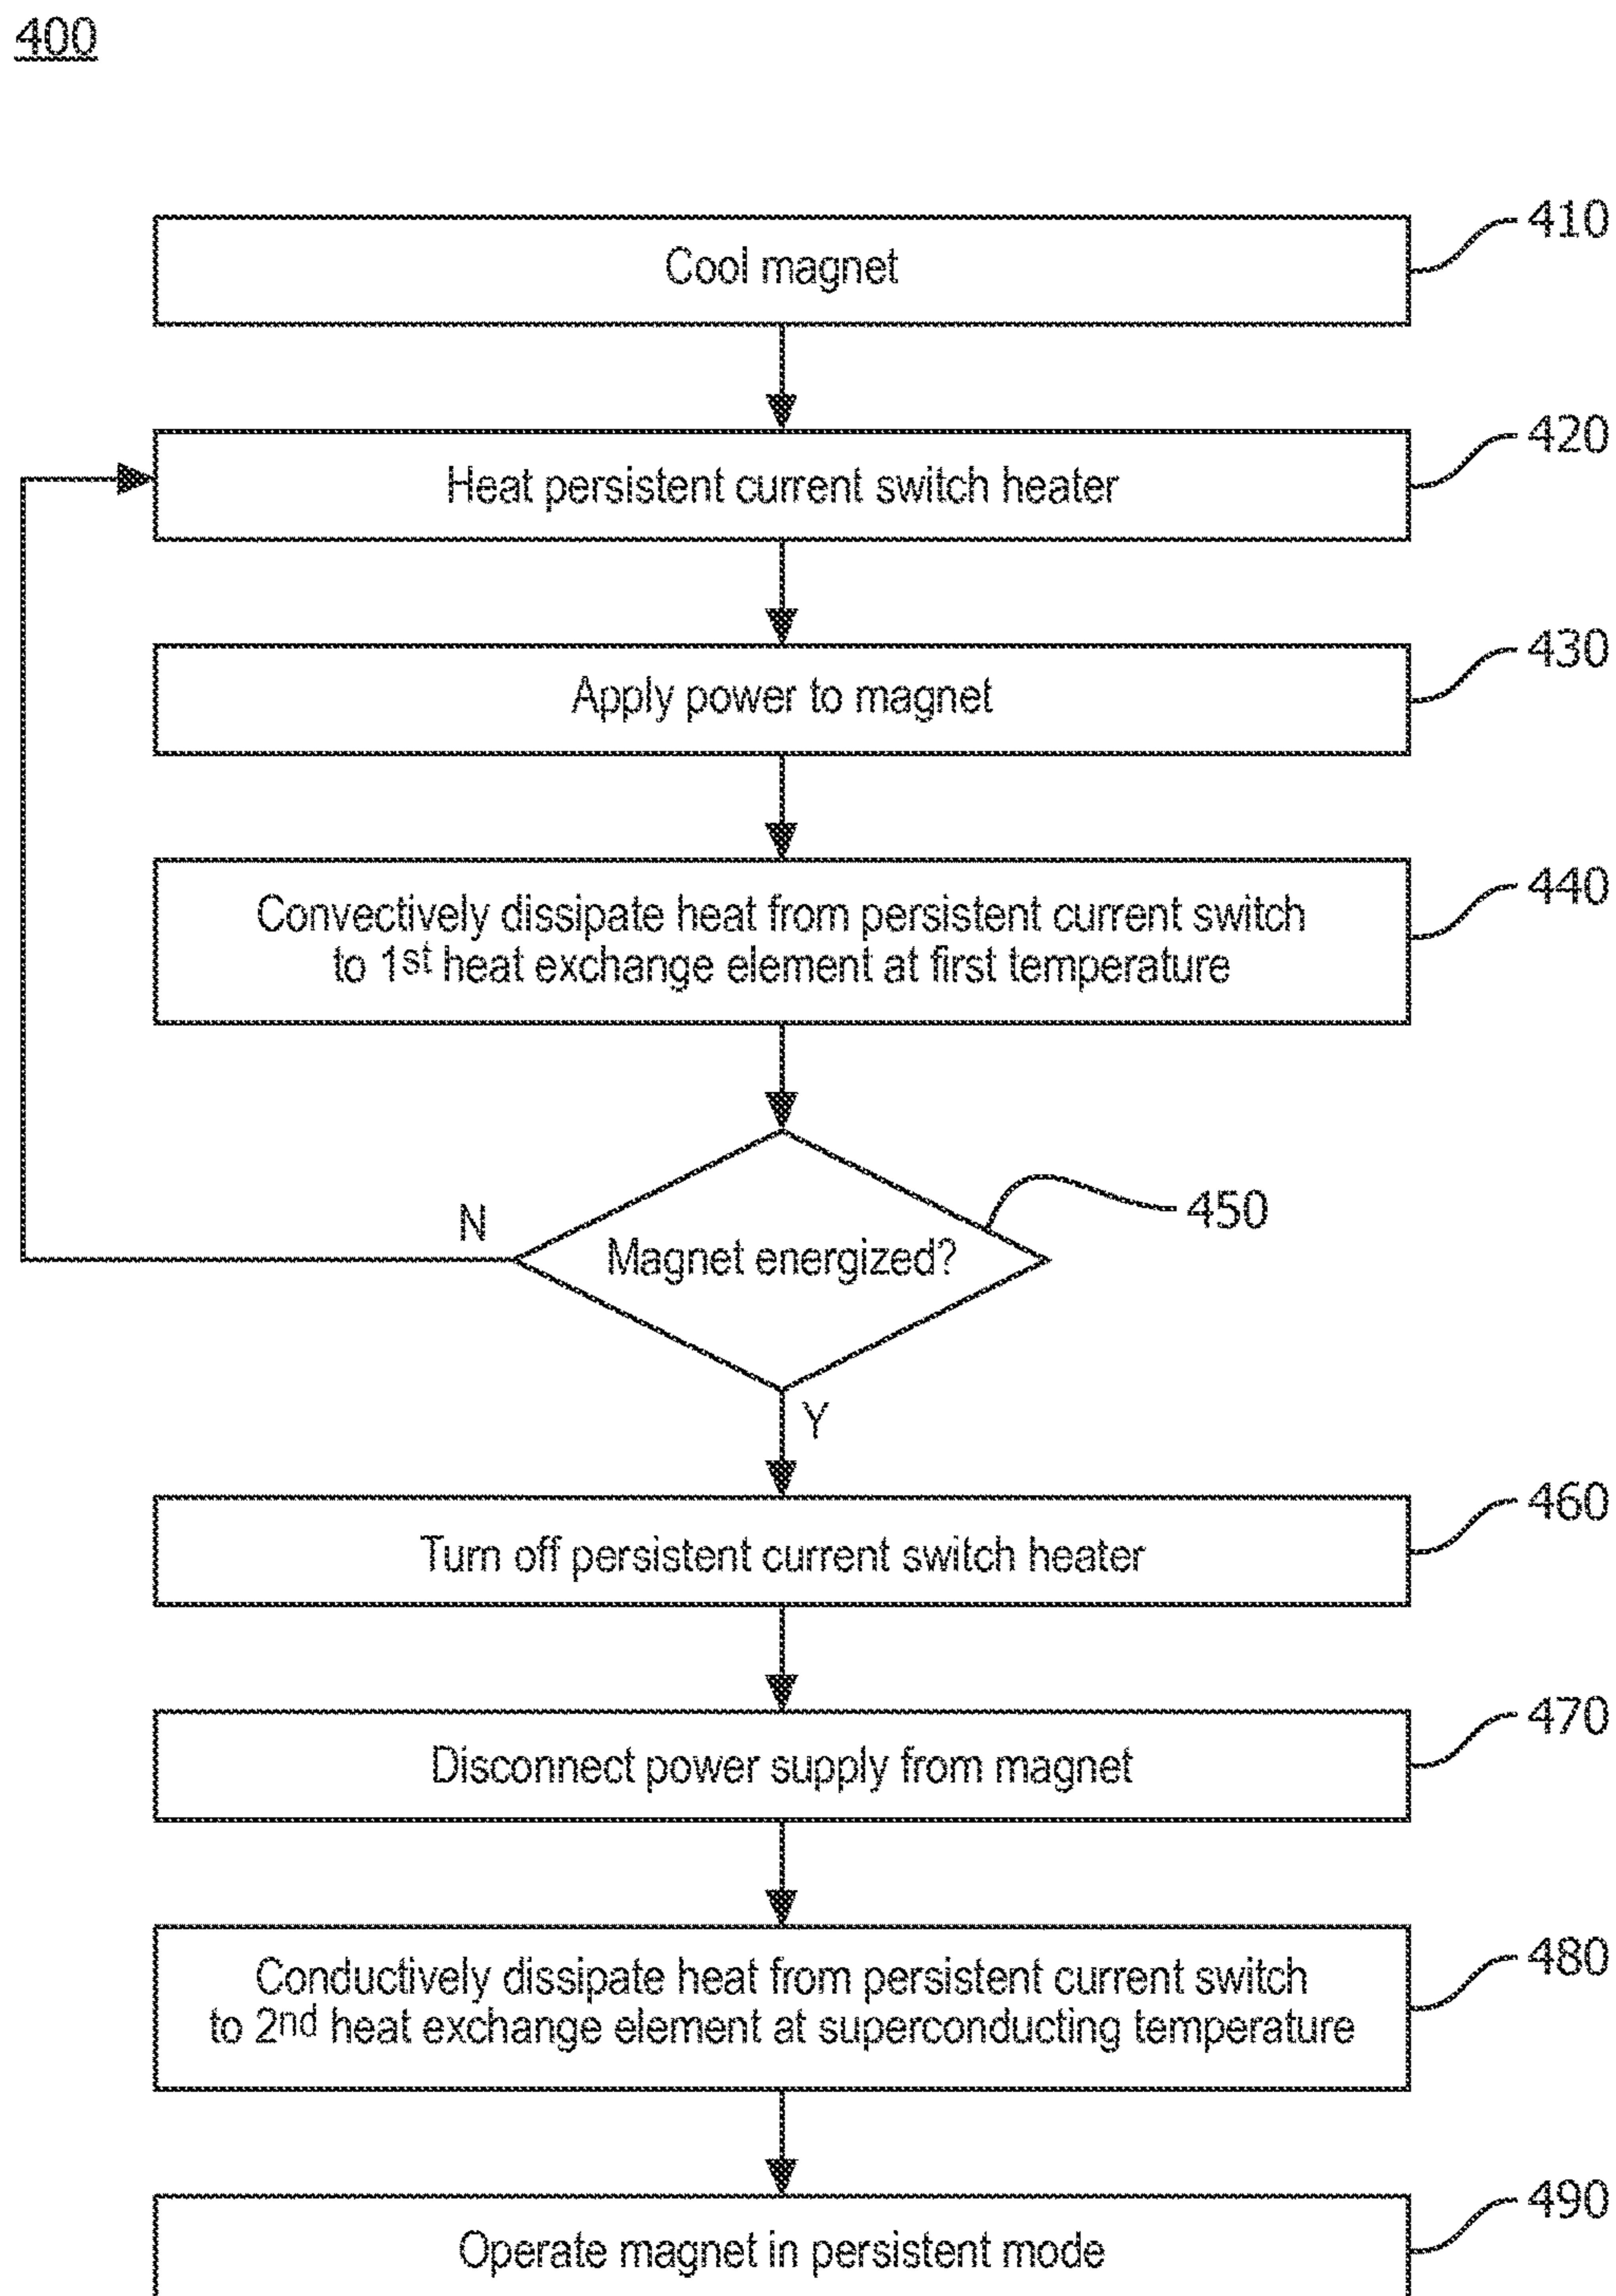 400
410
Cool magnet
420
Heat persistent current switch heater
430
Apply power to magnet
440
Convectively dissipate heat from persistent current switch
to 1st heat exchange element at first temperature
N
450
Magnet energized?
Y
460
Turn off persistent current switch heater
470
Disconnect power supply from magnet
480
Conductively dissipate heat from persistent current switch
to 2nd heat exchange element at superconducting temperature
490
Operate magnet in persistent mode